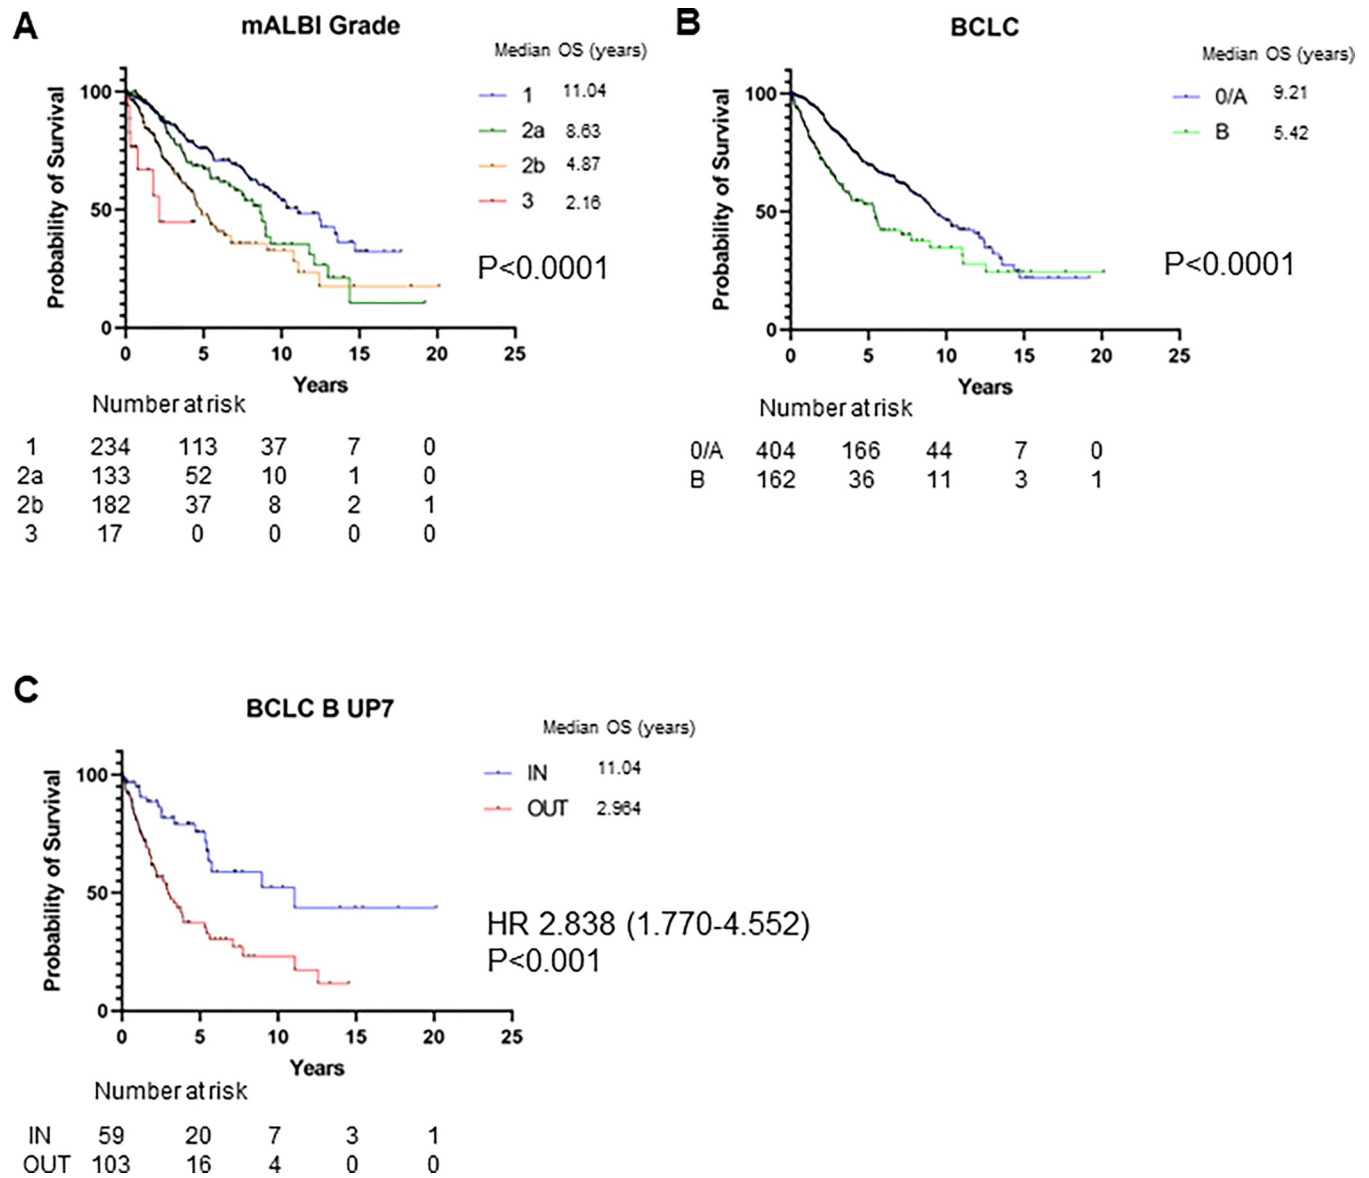 A
mALBI Grade
Median OS (years)
1 11.04
2a 8.63
2b 4.87
3 2.16
P<0.0001
Probability of Survival
100
50
0
0 5 10 15 20 25
Years
Number at risk
1 234 113 37 7 0
2a 133 52 10 1 0
2b 182 37 8 2 1
3 17 0 0 0 0
B
BCLC
Median OS (years)
0/A 9.21
B 5.42
P<0.0001
Probability of Survival
100
50
0
0 5 10 15 20 25
Years
Number at risk
0/A 404 166 44 7 0
B 162 36 11 3 1
C
BCLC B UP7
Median OS (years)
IN 11.04
OUT 2.964
HR 2.838 (1.770-4.552)
P<0.001
Probability of Survival
100
50
0
0 5 10 15 20 25
Years
Number at risk
IN 59 20 7 3 1
OUT 103 16 4 0 0